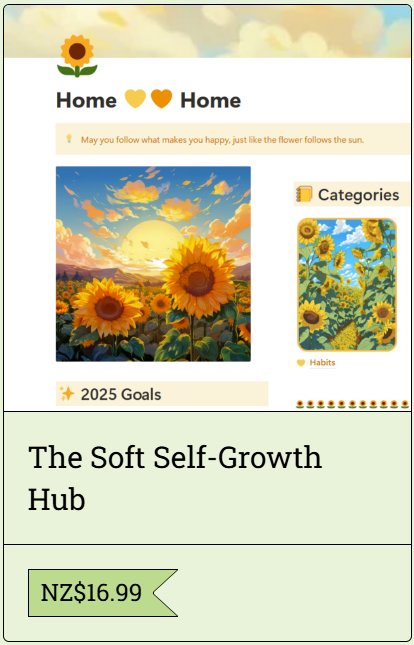 Home 💛🧡 Home
May you follow what makes you happy, just like the flower follows the sun.
Categories
Habits
2025 Goals
The Soft Self-Growth
Hub
NZ$16.99